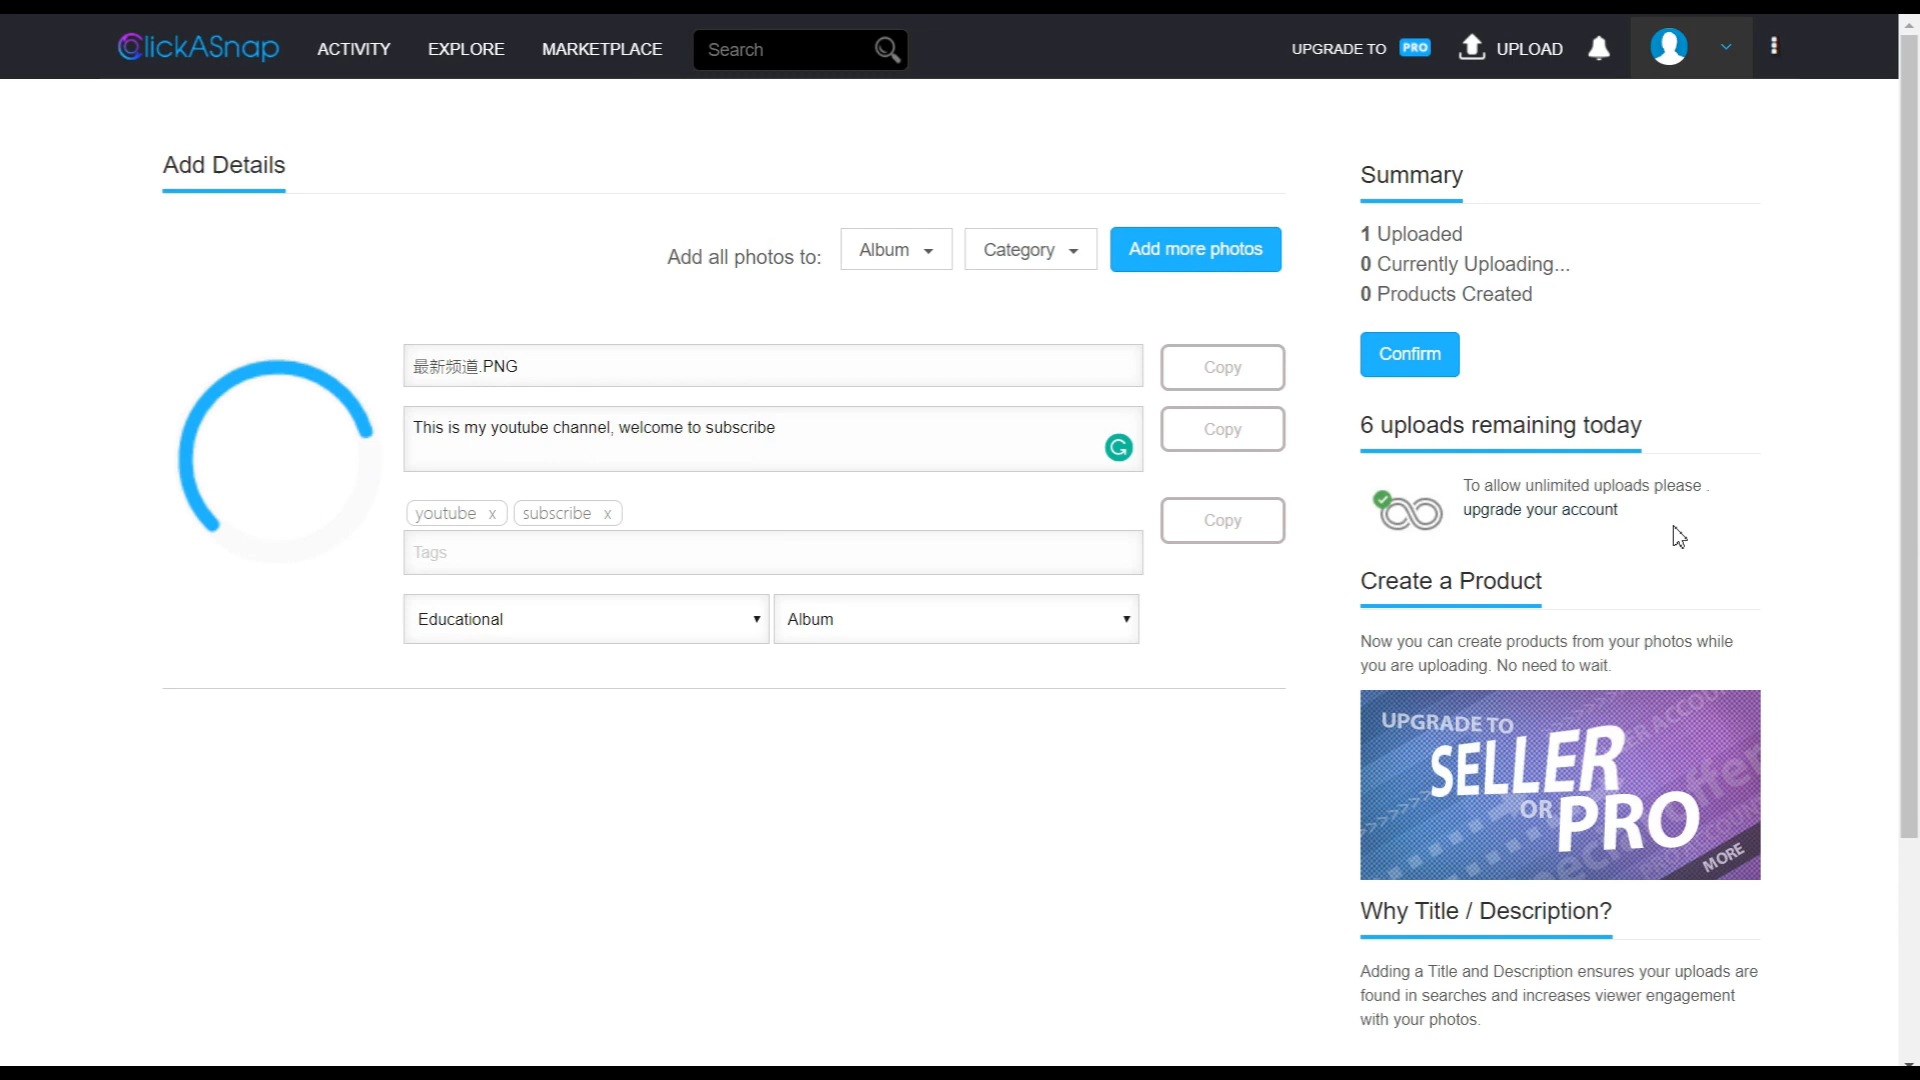 ClickASnap ACTIVITY EXPLORE MARKETPLACE Search UPGRADE TO PRO UPLOAD
Add Details
Add all photos to: Album Category Add more photos
最新频道.PNG Copy
This is my youtube channel, welcome to subscribe Copy
youtube x subscribe x
Tags Copy
Educational Album
Summary
1 Uploaded
0 Currently Uploading...
0 Products Created
Confirm
6 uploads remaining today
To allow unlimited uploads please .
upgrade your account
Create a Product
Now you can create products from your photos while
you are uploading. No need to wait.
UPGRADE TO
SELLER
OR PRO
MORE
Why Title / Description?
Adding a Title and Description ensures your uploads are
found in searches and increases viewer engagement
with your photos.